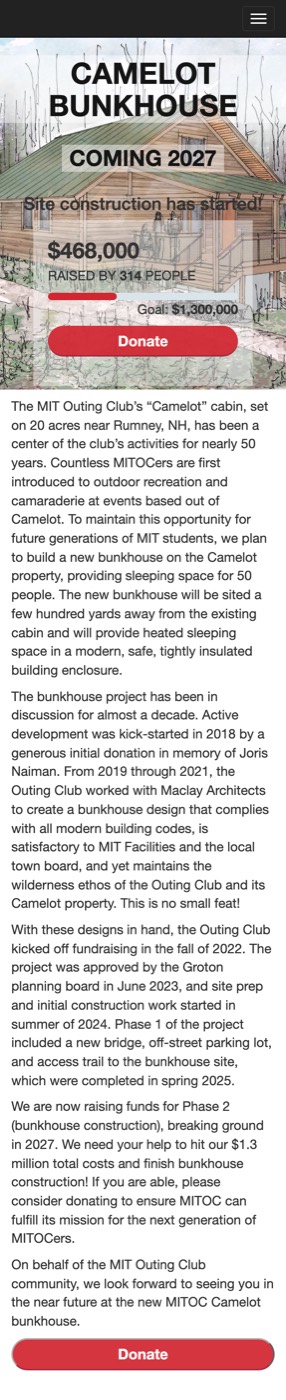 CAMELOT
BUNKHOUSE
COMING 2027
Site construction has started!
$468,000
RAISED BY 314 PEOPLE
Goal: $1,300,000
Donate
The MIT Outing Club’s “Camelot” cabin, set
on 20 acres near Rumney, NH, has been a
center of the club’s activities for nearly 50
years. Countless MITOCers are first
introduced to outdoor recreation and
camaraderie at events based out of
Camelot. To maintain this opportunity for
future generations of MIT students, we plan
to build a new bunkhouse on the Camelot
property, providing sleeping space for 50
people. The new bunkhouse will be sited a
few hundred yards away from the existing
cabin and will provide heated sleeping
space in a modern, safe, tightly insulated
building enclosure.
The bunkhouse project has been in
discussion for almost a decade. Active
development was kick-started in 2018 by a
generous initial donation in memory of Joris
Naiman. From 2019 through 2021, the
Outing Club worked with Maclay Architects
to create a bunkhouse design that complies
with all modern building codes, is
satisfactory to MIT Facilities and the local
town board, and yet maintains the
wilderness ethos of the Outing Club and its
Camelot property. This is no small feat!
With these designs in hand, the Outing Club
kicked off fundraising in the fall of 2022. The
project was approved by the Groton
planning board in June 2023, and site prep
and initial construction work started in
summer of 2024. Phase 1 of the project
included a new bridge, off-street parking lot,
and access trail to the bunkhouse site,
which were completed in spring 2025.
We are now raising funds for Phase 2
(bunkhouse construction), breaking ground
in 2027. We need your help to hit our $1.3
million total costs and finish bunkhouse
construction! If you are able, please
consider donating to ensure MITOC can
fulfill its mission for the next generation of
MITOCers.
On behalf of the MIT Outing Club
community, we look forward to seeing you in
the near future at the new MITOC Camelot
bunkhouse.
Donate